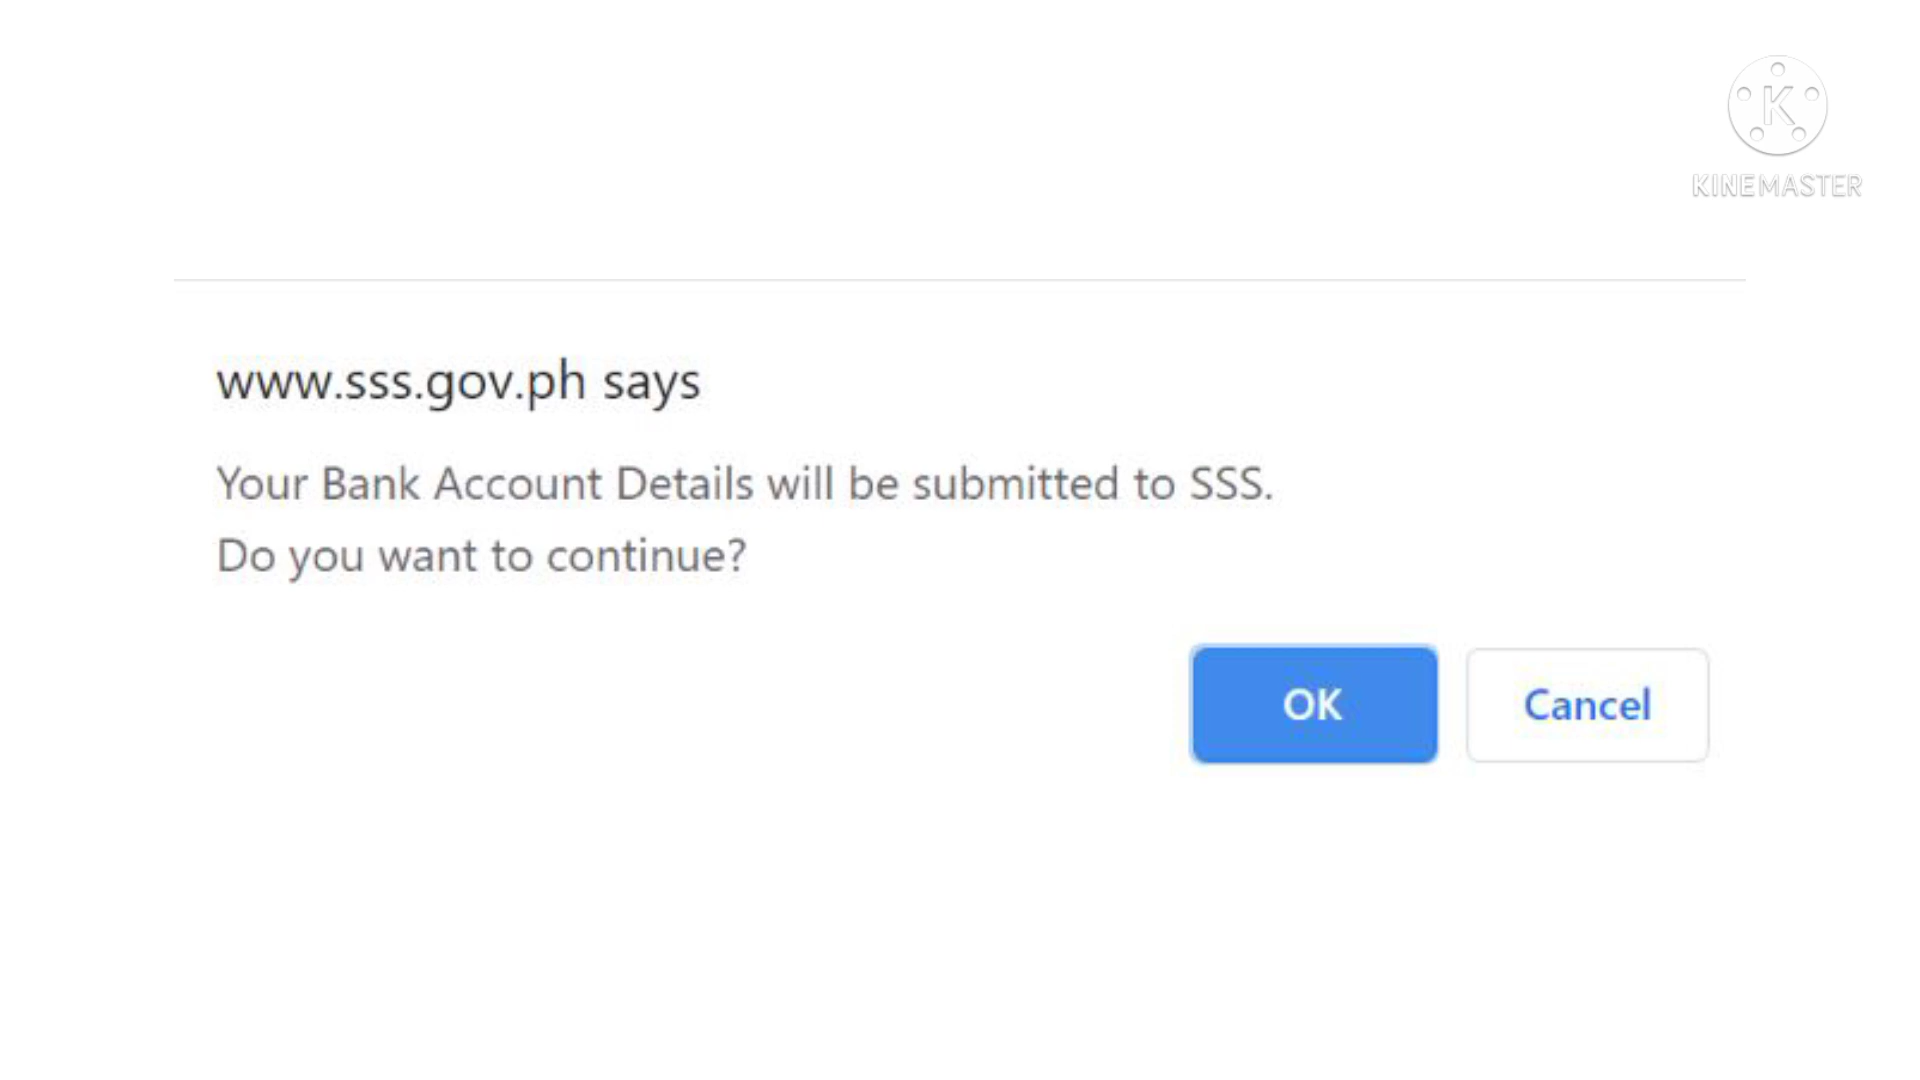 K
KINEMASTER
www.sss.gov.ph says
Your Bank Account Details will be submitted to SSS.
Do you want to continue?
OK
Cancel